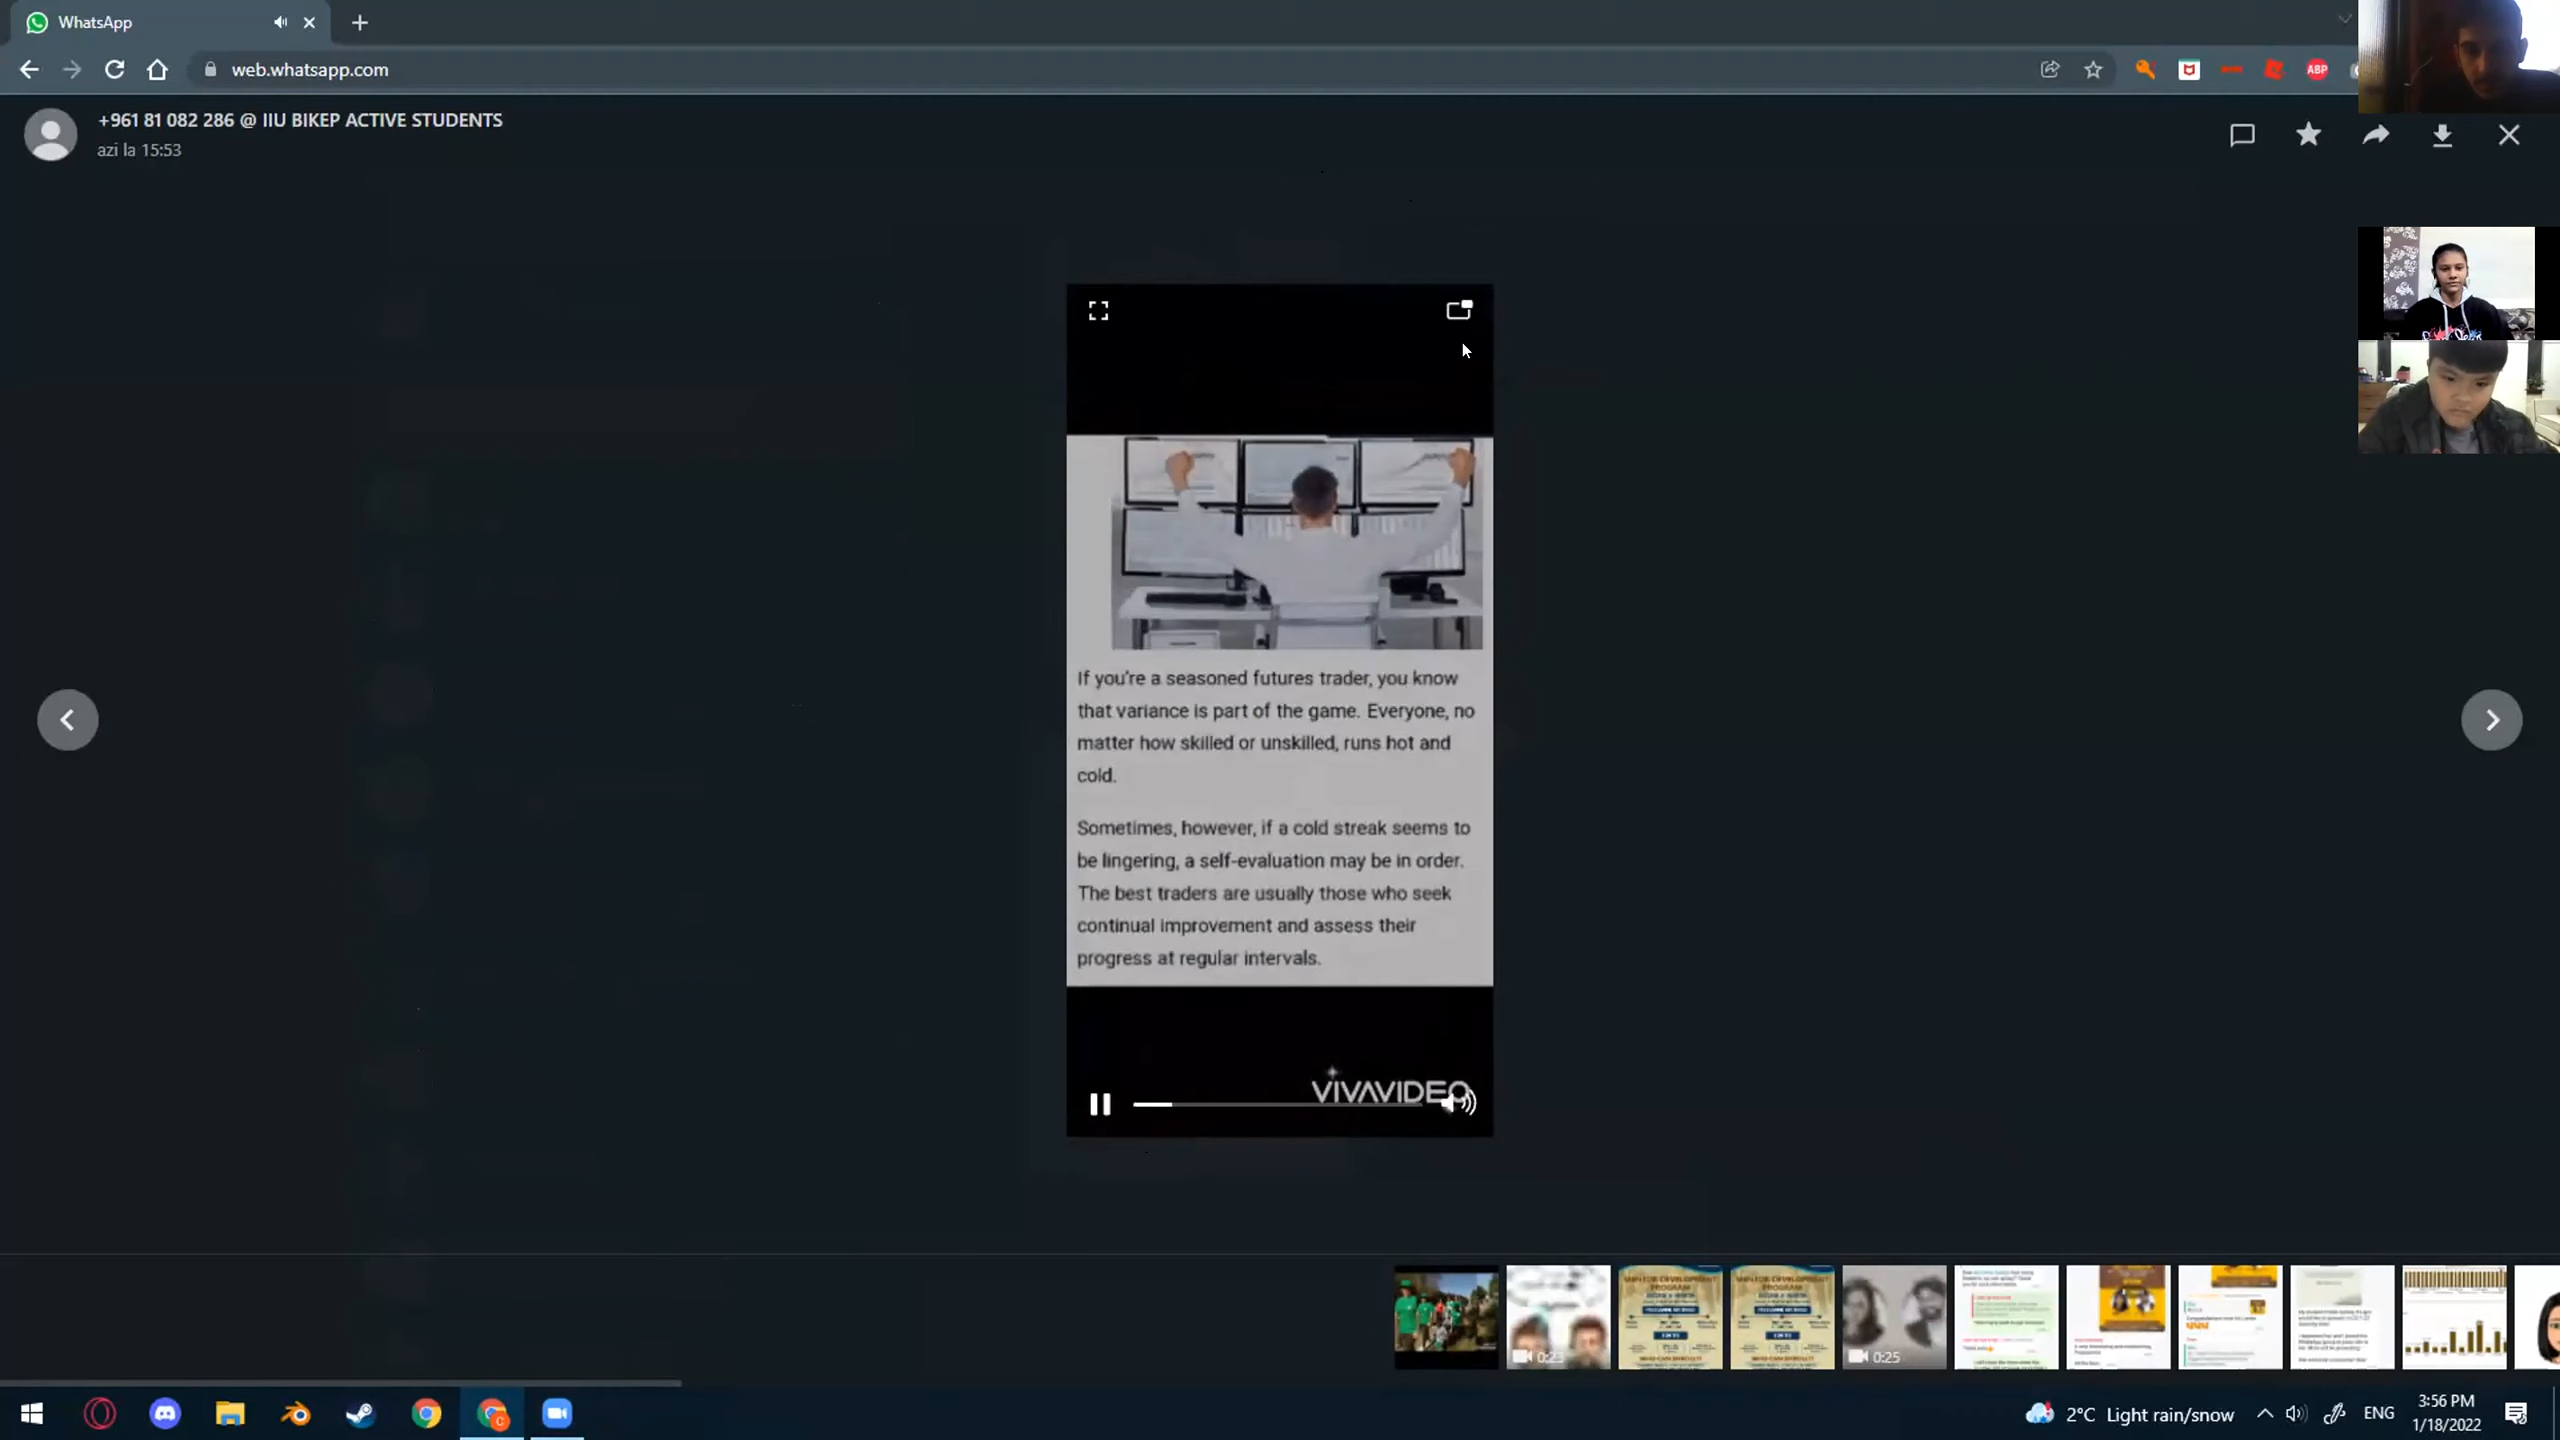 WhatsApp
web.whatsapp.com
ABP
+961 81 082 286 @ IIU BIKEP ACTIVE STUDENTS
azi la 15:53
If you're a seasoned futures trader, you know
that variance is part of the game. Everyone, no
matter how skilled or unskilled, runs hot and
cold.
Sometimes, however, if a cold streak seems to
be lingering, a self-evaluation may be in order.
The best traders are usually those who seek
continual improvement and assess their
progress at regular intervals.
VIVAVIDEO
0:23
0:25
2°C Light rain/snow
ENG
3:56 PM
1/18/2022